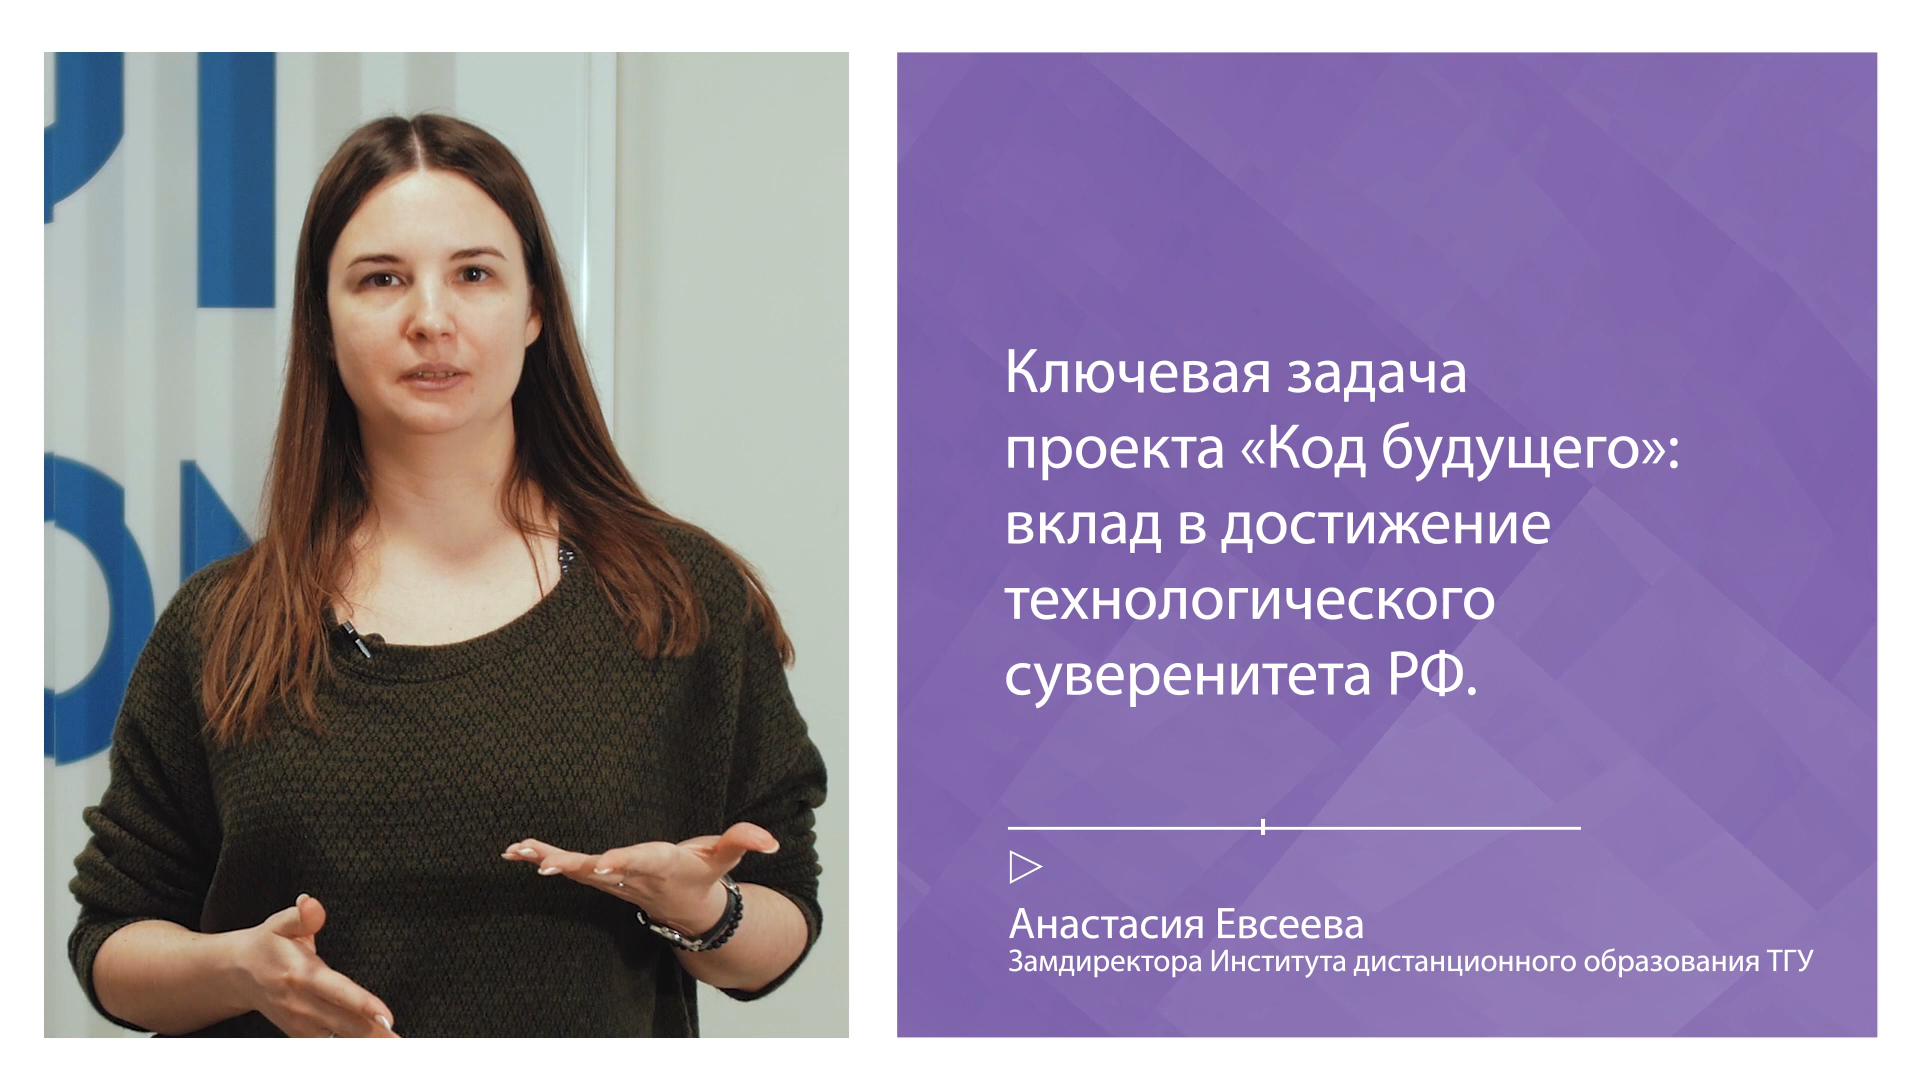 Ключевая задача
проекта «Код будущего»:
вклад в достижение
технологического
суверенитета РФ.
Анастасия Евсеева
Замдиректора Института дистанционного образования ТГУ